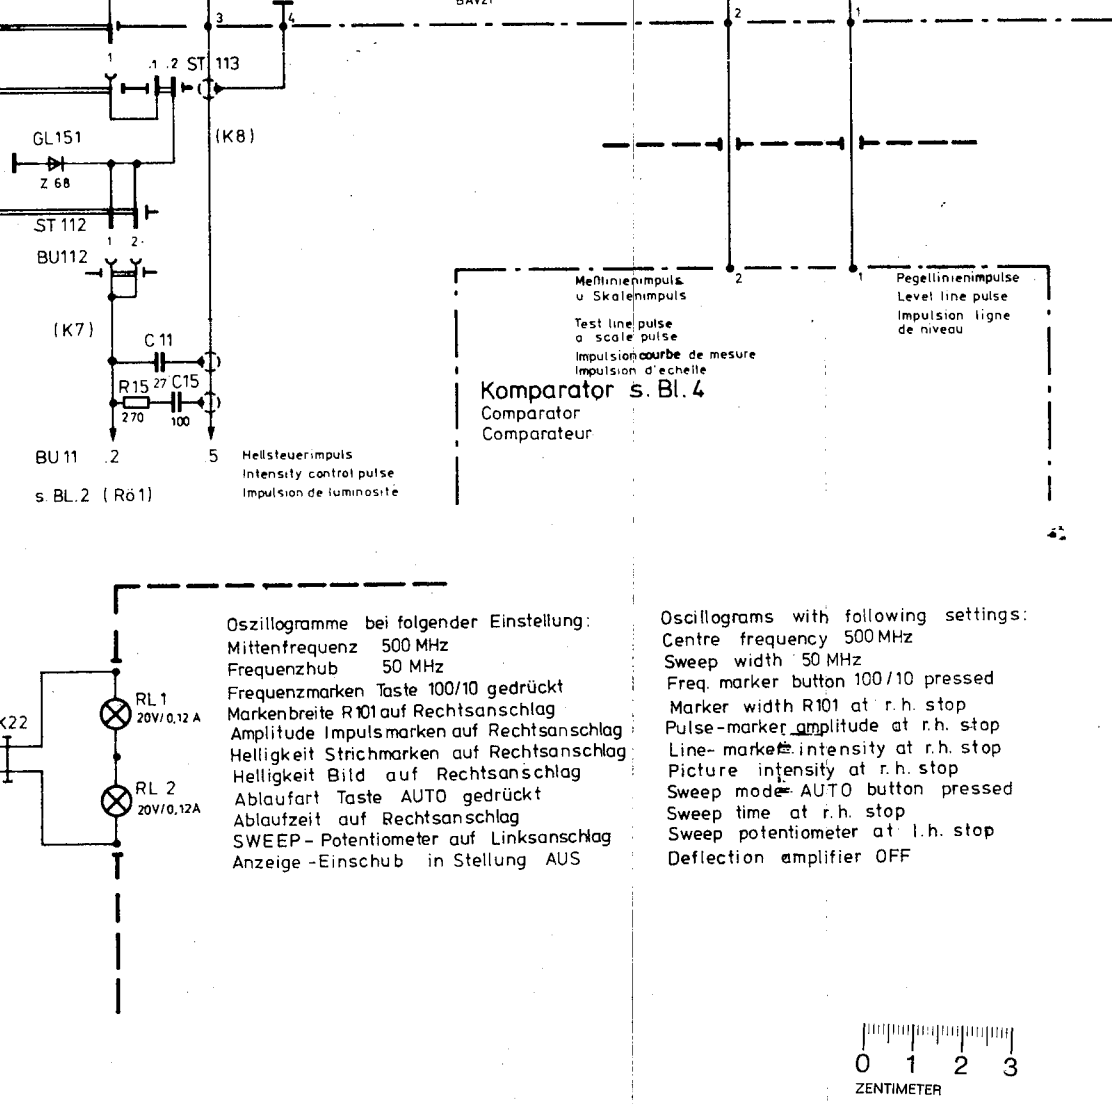 3
4
2
1
1
.1 .2 ST 113
GL151
(K8)
Z 68
ST 112
1 2
BU112
(K7)
C 11
27
R15 C15
270
100
BU 11 .2 .5
s. BL.2 (Rö1)
Hellsteuerimpuls
Intensity control pulse
Impulsion de luminosité
Meßlinienimpuls
u Skalenimpuls
2
Test line pulse
a scale pulse
Impulsion courbe de mesure
Impulsion d'echelle
Komparator s. Bl. 4
Comparator
Comparateur
1
Pegellinienimpulse
Level line pulse
Impulsion ligne
de niveau
K22
RL 1
20V/0,12 A
RL 2
20V/0,12A
Oszillogramme bei folgender Einstellung:
Mittenfrequenz 500 MHz
Frequenzhub 50 MHz
Frequenzmarken Taste 100/10 gedrückt
Markenbreite R101 auf Rechtsanschlag
Amplitude Impulsmarken auf Rechtsanschlag
Helligkeit Strichmarken auf Rechtsanschlag
Helligkeit Bild auf Rechtsanschlag
Ablaufart Taste AUTO gedrückt
Ablaufzeit auf Rechtsanschlag
SWEEP - Potentiometer auf Linksanschlag
Anzeige - Einschub in Stellung AUS
Oscillograms with following settings:
Centre frequency 500 MHz
Sweep width 50 MHz
Freq. marker button 100/10 pressed
Marker width R101 at r. h. stop
Pulse-marker amplitude at r.h. stop
Line- marker intensity at r.h. stop
Picture intensity at r. h. stop
Sweep mode AUTO button pressed
Sweep time at r. h. stop
Sweep potentiometer at l.h. stop
Deflection amplifier OFF
0 1 2 3
ZENTIMETER